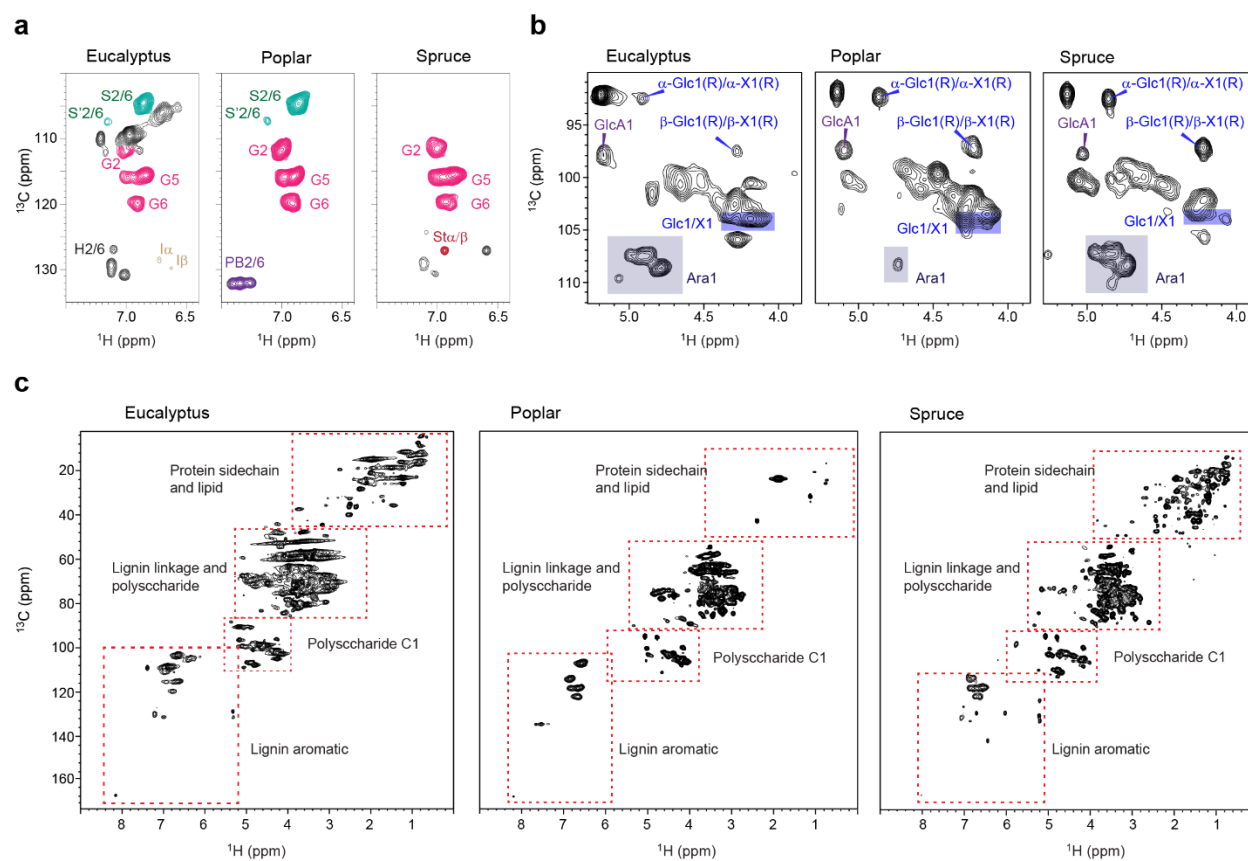 a
Eucalyptus
Poplar
Spruce
S2/6
S'2/6
G2
G5
G6
H2/6
Iα
Iβ
S2/6
S'2/6
G2
G5
G6
PB2/6
G2
G5
G6
Stα/β
110
120
130
¹³C (ppm)
7.0 6.5
7.0 6.5
7.0 6.5
¹H (ppm)
¹H (ppm)
¹H (ppm)
b
Eucalyptus
Poplar
Spruce
α-Glc1(R)/α-X1(R)
GlcA1
β-Glc1(R)/β-X1(R)
Glc1/X1
Ara1
α-Glc1(R)/α-X1(R)
GlcA1
β-Glc1(R)/β-X1(R)
Glc1/X1
Ara1
α-Glc1(R)/α-X1(R)
GlcA1
β-Glc1(R)/β-X1(R)
Glc1/X1
Ara1
95
100
105
110
¹³C (ppm)
5.0 4.5 4.0
5.0 4.5 4.0
5.0 4.5 4.0
¹H (ppm)
¹H (ppm)
¹H (ppm)
c
Eucalyptus
Poplar
Spruce
Protein sidechain
and lipid
Lignin linkage and
polysccharide
Polysccharide C1
Lignin aromatic
Protein sidechain
and lipid
Lignin linkage and
polysccharide
Polysccharide C1
Lignin aromatic
Protein sidechain
and lipid
Lignin linkage and
polysccharide
Polysccharide C1
Lignin aromatic
20
40
60
80
100
120
140
160
¹³C (ppm)
8 7 6 5 4 3 2 1
8 7 6 5 4 3 2 1
8 7 6 5 4 3 2 1
¹H (ppm)
¹H (ppm)
¹H (ppm)